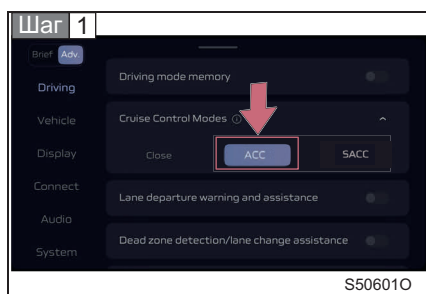 Шаг 1
Brief Adv.
Driving
Vehicle
Display
Connect
Audio
System
Driving mode memory
Cruise Control Modes
Close ACC SACC
Lane departure warning and assistance
Dead zone detection/lane change assistance
S50601O